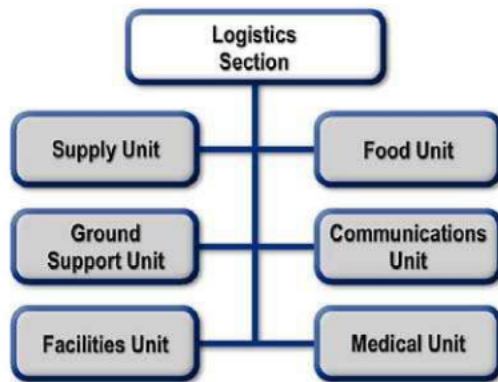 Logistics
Section
Supply Unit
Food Unit
Ground
Support Unit
Communications
Unit
Facilities Unit
Medical Unit